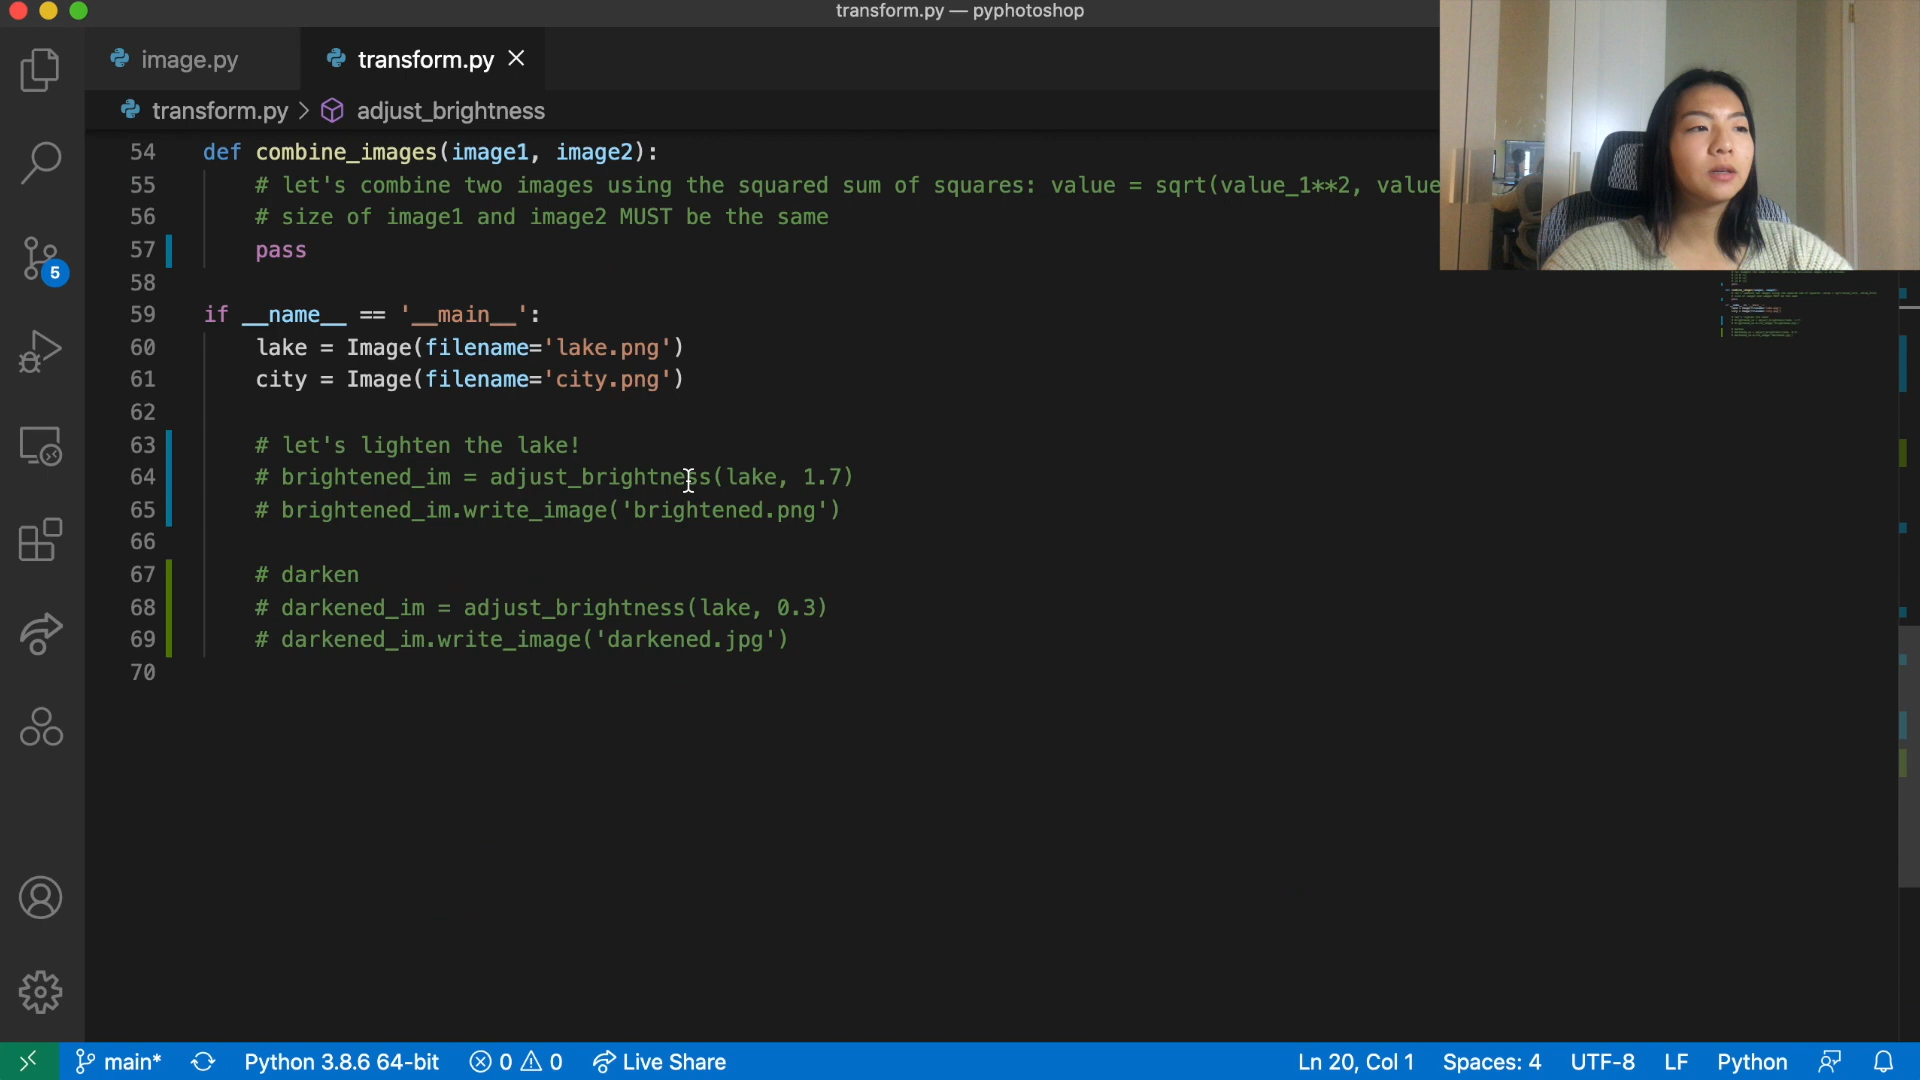 transform.py — pyphotoshop
image.py
transform.py
transform.py > adjust_brightness
54 def combine_images(image1, image2):
55 # let's combine two images using the squared sum of squares: value = sqrt(value_1**2, value
56 # size of image1 and image2 MUST be the same
57 pass
58
59 if __name__ == '__main__':
60 lake = Image(filename='lake.png')
61 city = Image(filename='city.png')
62
63 # let's lighten the lake!
64 # brightened_im = adjust_brightness(lake, 1.7)
65 # brightened_im.write_image('brightened.png')
66
67 # darken
68 # darkened_im = adjust_brightness(lake, 0.3)
69 # darkened_im.write_image('darkened.jpg')
70
5
main* Python 3.8.6 64-bit 0 0 Live Share Ln 20, Col 1 Spaces: 4 UTF-8 LF Python